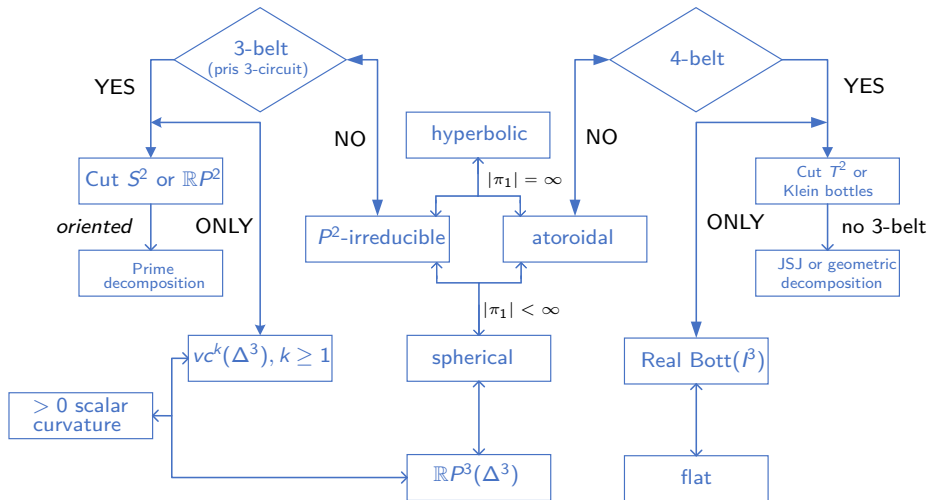 3-belt
(pris 3-circuit)
4-belt
YES
YES
NO
hyperbolic
NO
|π₁| = ∞
Cut S² or ℝP²
Cut T² or
Klein bottles
oriented
ONLY
P²-irreducible
atoroidal
ONLY
no 3-belt
Prime
decomposition
JSJ or geometric
decomposition
|π₁| < ∞
vcᵏ(Δ³), k ≥ 1
spherical
Real Bott(I³)
> 0 scalar
curvature
ℝP³(Δ³)
flat